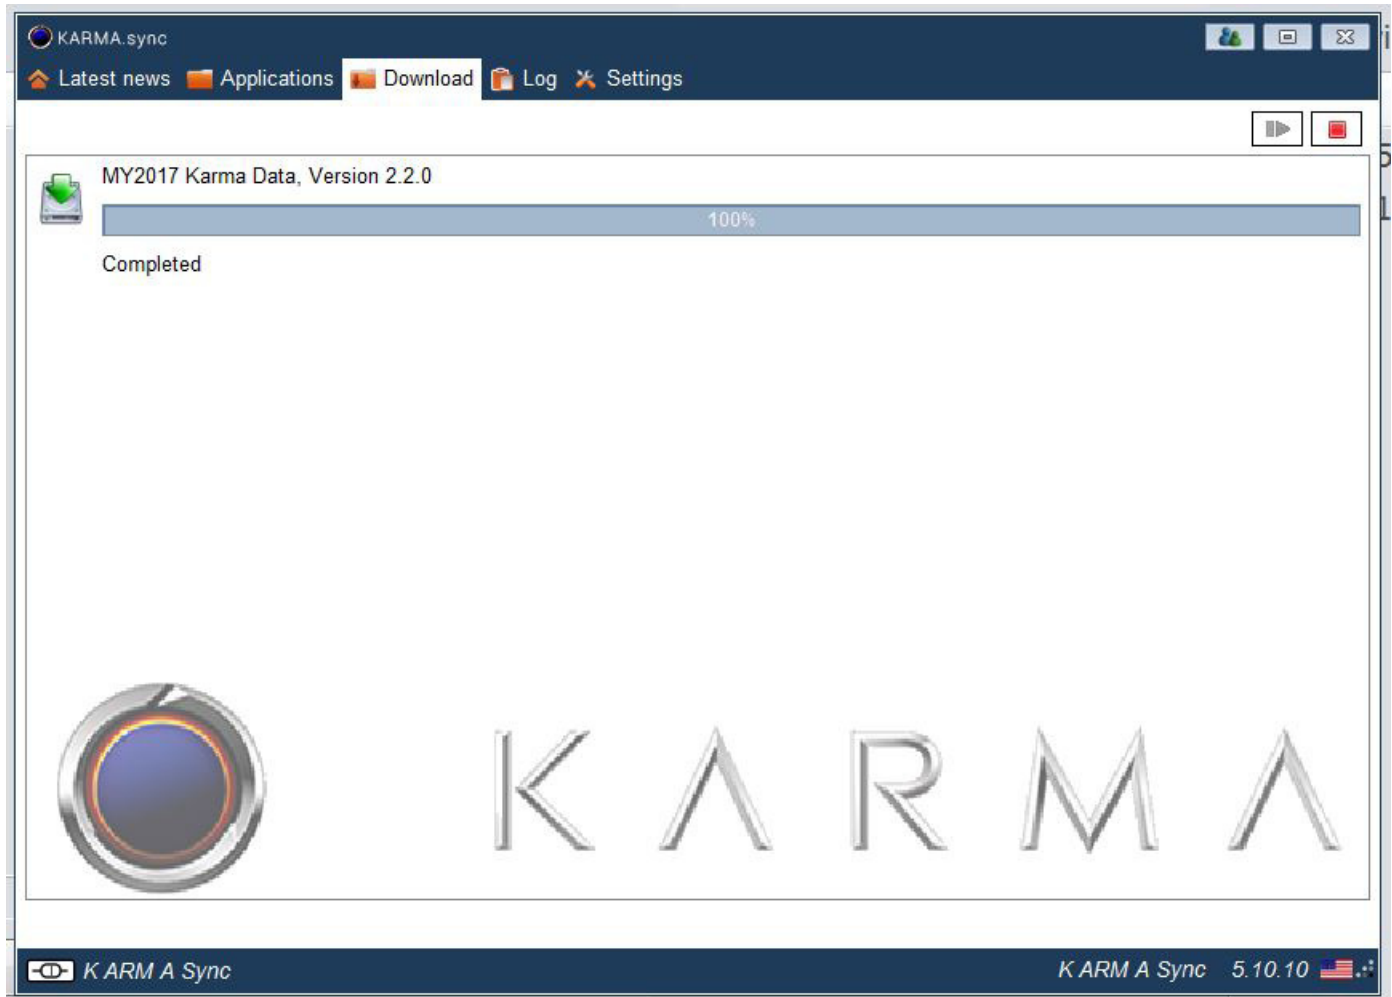 KARMA.sync
Latest news Applications Download Log Settings
MY2017 Karma Data, Version 2.2.0
100%
Completed
KARMA
K ARM A Sync
K ARM A Sync 5.10.10